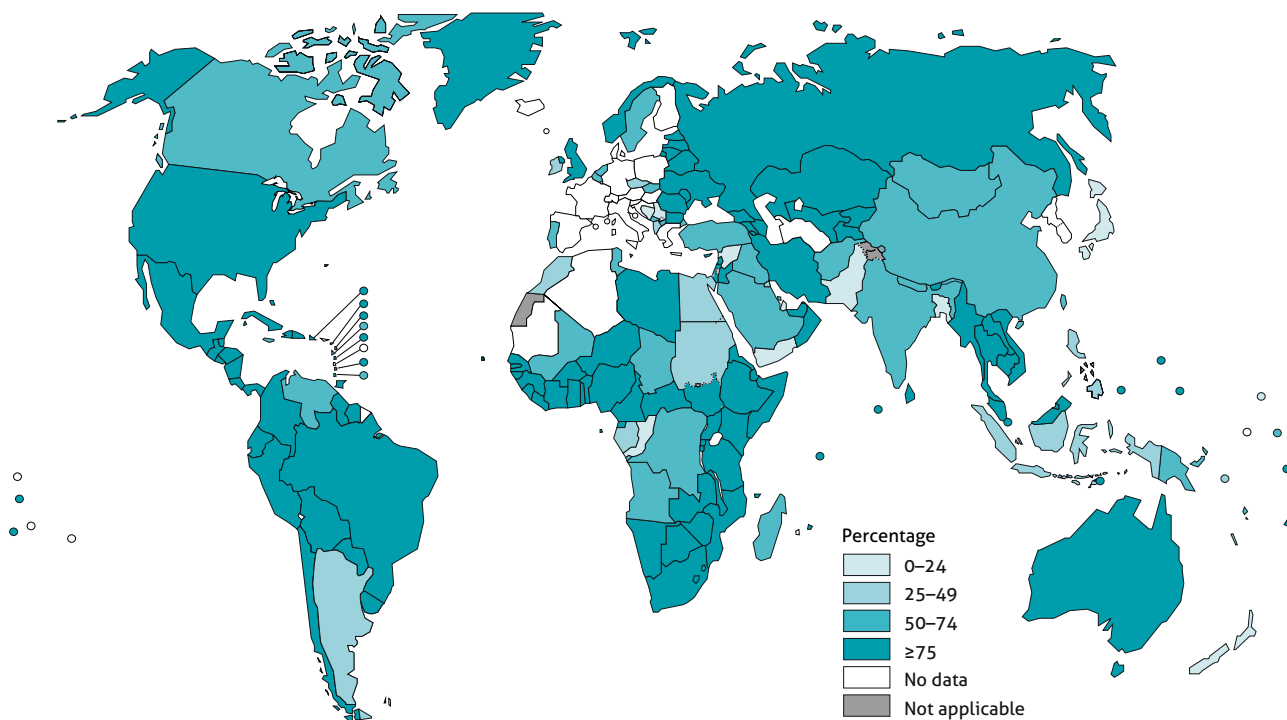 Percentage
0–24
25–49
50–74
≥75
No data
Not applicable